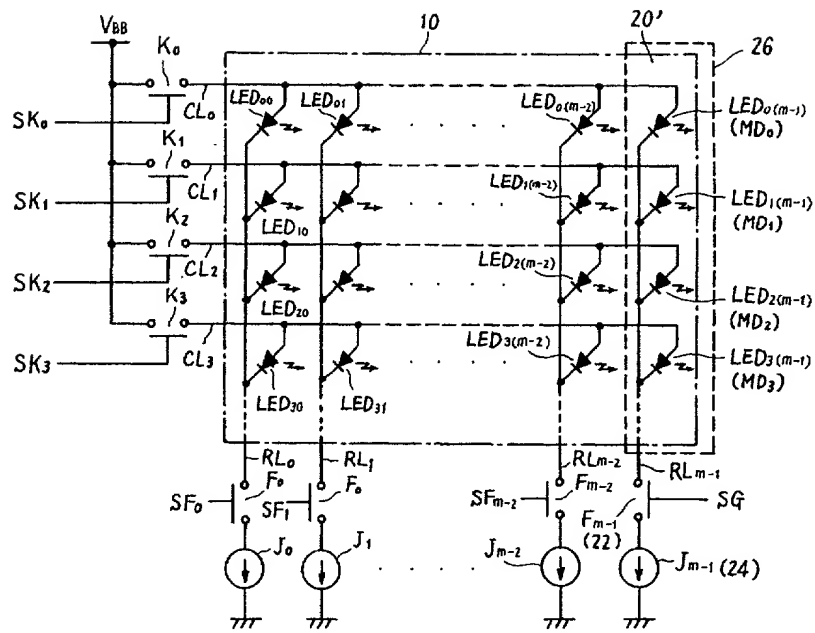 10
20'
26
VBB
K0
LED00
LED01
LED0(m-2)
LED0(m-1)
(MD0)
SK0
CL0
K1
LED10
LED1(m-2)
LED1(m-1)
(MD1)
SK1
CL1
K2
LED20
LED2(m-2)
LED2(m-1)
(MD2)
SK2
CL2
K3
LED3(m-2)
LED3(m-1)
(MD3)
SK3
CL3
LED30
LED31
RL0
RL1
RLm-2
RLm-1
SF0
F0
SF1
F0
SFm-2
Fm-2
Fm-1
(22)
SG
J0
J1
Jm-2
Jm-1 (24)